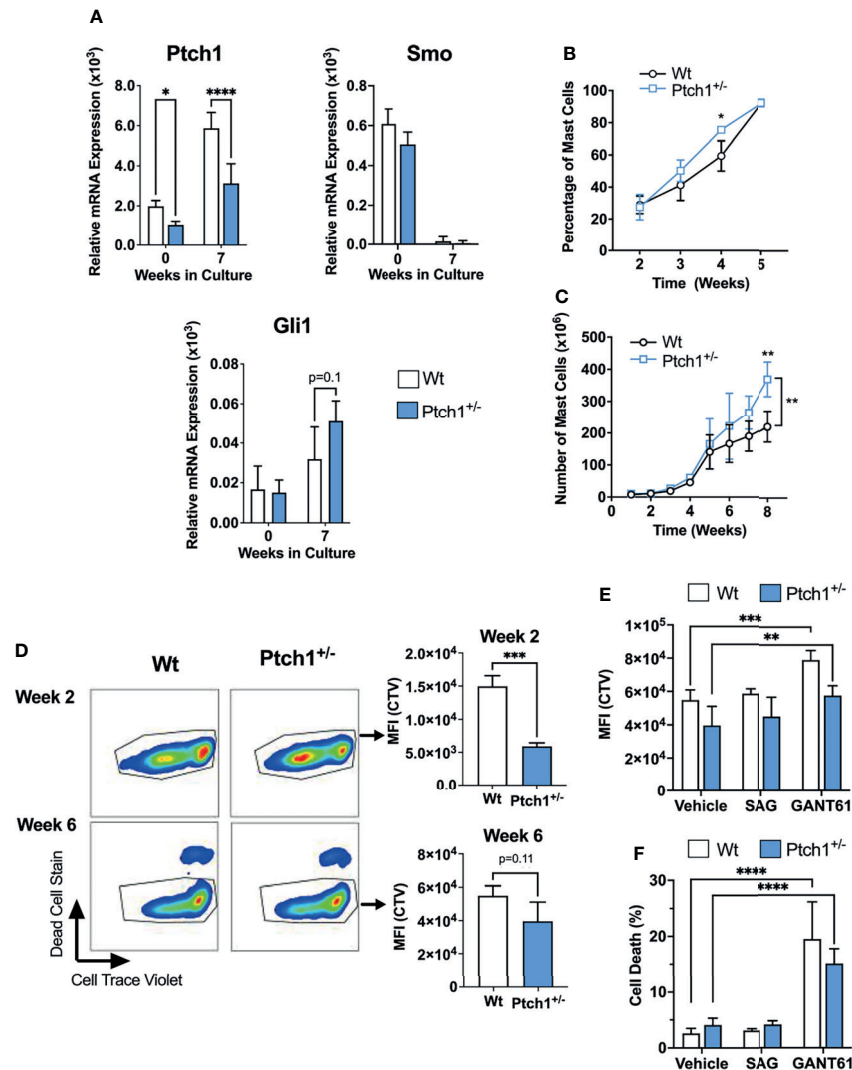 A
Ptch1
Relative mRNA Expression (x10³)
8.0
6.0
4.0
2.0
0.0
*
****
0
7
Weeks in Culture
Smo
Relative mRNA Expression (x10³)
0.8
0.6
0.4
0.2
0.0
0
7
Weeks in Culture
Gli1
Relative mRNA Expression (x10³)
0.08
0.06
0.04
0.02
0.00
p=0.1
0
7
Weeks in Culture
Wt
Ptch1+/-
B
Wt
Ptch1+/-
Percentage of Mast Cells
100
80
60
40
20
0
*
2
3
4
5
Time (Weeks)
C
Wt
Ptch1+/-
Number of Mast Cells (x10⁶)
500
400
300
200
100
0
**
**
0
2
4
6
8
Time (Weeks)
D
Wt
Ptch1+/-
Week 2
Week 6
Dead Cell Stain
Cell Trace Violet
Week 2
MFI (CTV)
2.0×10⁴
1.5×10⁴
1.0×10⁴
5.0×10³
0.0
***
Wt
Ptch1+/-
Week 6
MFI (CTV)
8×10⁴
6×10⁴
4×10⁴
2×10⁴
0
p=0.11
Wt
Ptch1+/-
E
Wt
Ptch1+/-
MFI (CTV)
1×10⁵
8×10⁴
6×10⁴
4×10⁴
2×10⁴
0
***
**
Vehicle
SAG
GANT61
F
Wt
Ptch1+/-
Cell Death (%)
30
20
10
0
****
****
Vehicle
SAG
GANT61